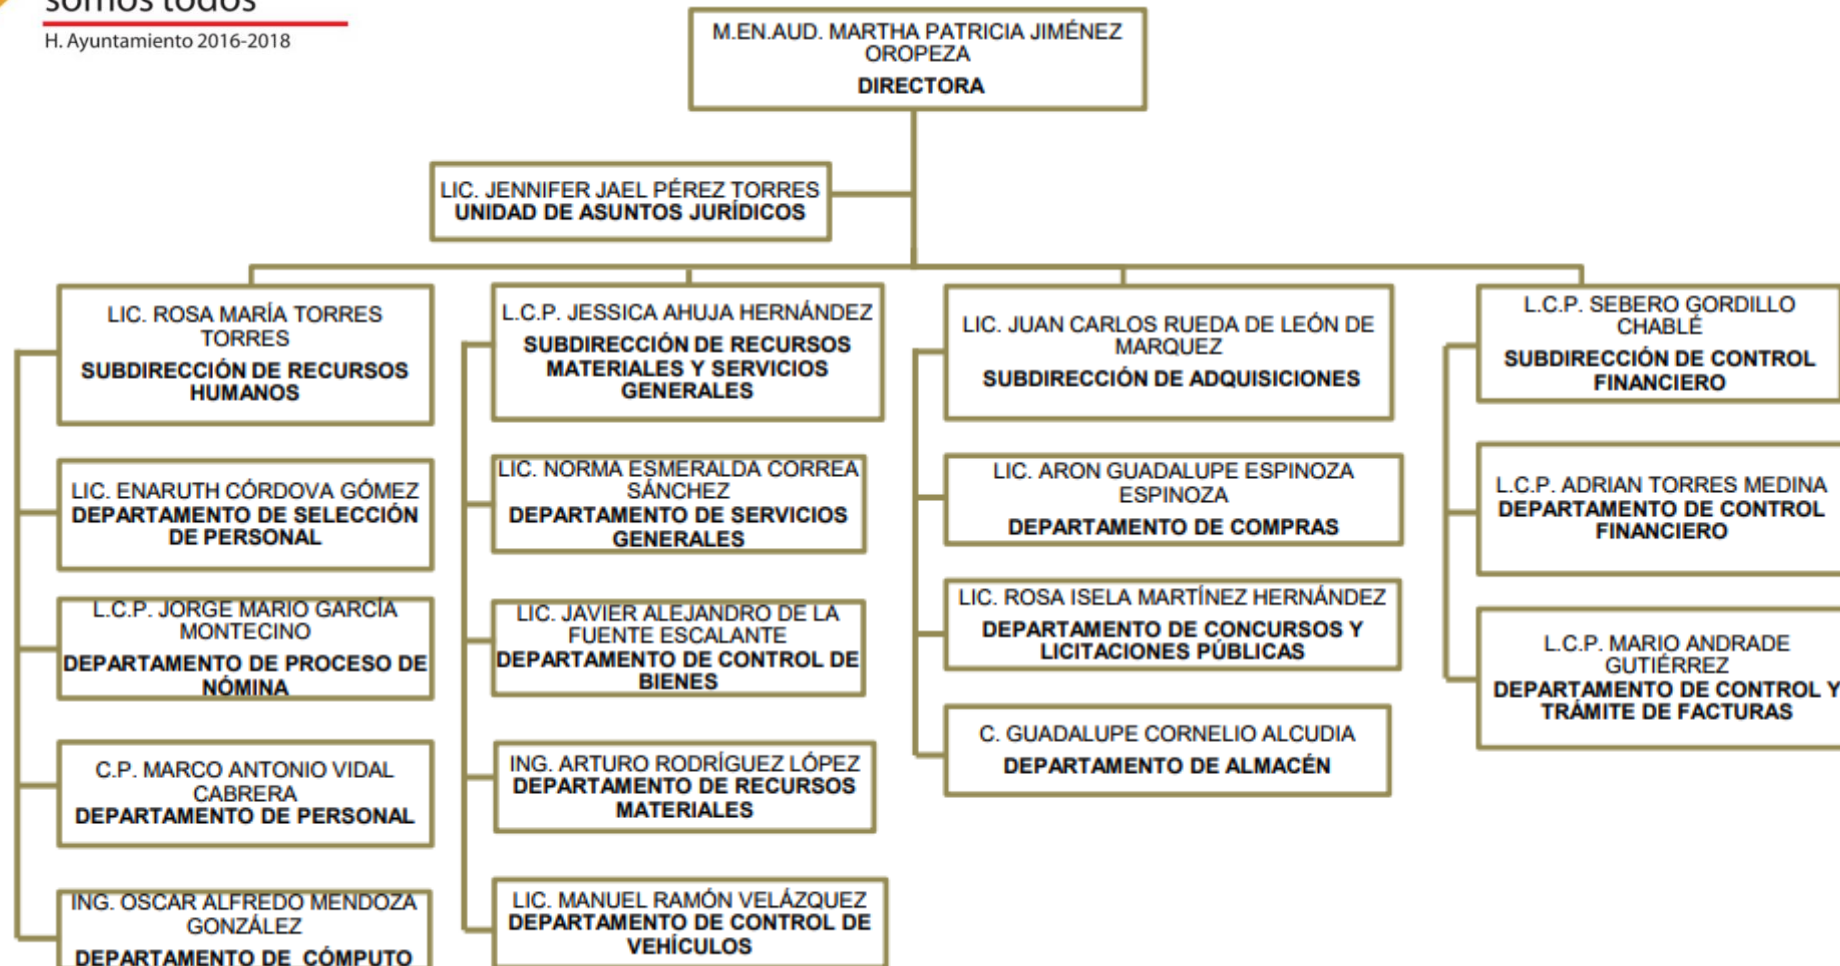 somos todos
H. Ayuntamiento 2016-2018
M.EN.AUD. MARTHA PATRICIA JIMÉNEZ
OROPEZA
DIRECTORA
LIC. JENNIFER JAEL PÉREZ TORRES
UNIDAD DE ASUNTOS JURÍDICOS
LIC. ROSA MARÍA TORRES
TORRES
SUBDIRECCIÓN DE RECURSOS
HUMANOS
LIC. ENARUTH CÓRDOVA GÓMEZ
DEPARTAMENTO DE SELECCIÓN
DE PERSONAL
L.C.P. JORGE MARIO GARCÍA
MONTECINO
DEPARTAMENTO DE PROCESO DE
NÓMINA
C.P. MARCO ANTONIO VIDAL
CABRERA
DEPARTAMENTO DE PERSONAL
ING. OSCAR ALFREDO MENDOZA
GONZÁLEZ
DEPARTAMENTO DE CÓMPUTO
L.C.P. JESSICA AHUJA HERNÁNDEZ
SUBDIRECCIÓN DE RECURSOS
MATERIALES Y SERVICIOS
GENERALES
LIC. NORMA ESMERALDA CORREA
SÁNCHEZ
DEPARTAMENTO DE SERVICIOS
GENERALES
LIC. JAVIER ALEJANDRO DE LA
FUENTE ESCALANTE
DEPARTAMENTO DE CONTROL DE
BIENES
ING. ARTURO RODRÍGUEZ LÓPEZ
DEPARTAMENTO DE RECURSOS
MATERIALES
LIC. MANUEL RAMÓN VELÁZQUEZ
DEPARTAMENTO DE CONTROL DE
VEHÍCULOS
LIC. JUAN CARLOS RUEDA DE LEÓN DE
MARQUEZ
SUBDIRECCIÓN DE ADQUISICIONES
LIC. ARON GUADALUPE ESPINOZA
ESPINOZA
DEPARTAMENTO DE COMPRAS
LIC. ROSA ISELA MARTÍNEZ HERNÁNDEZ
DEPARTAMENTO DE CONCURSOS Y
LICITACIONES PÚBLICAS
C. GUADALUPE CORNELIO ALCUDIA
DEPARTAMENTO DE ALMACÉN
L.C.P. SEBERO GORDILLO
CHABLÉ
SUBDIRECCIÓN DE CONTROL
FINANCIERO
L.C.P. ADRIAN TORRES MEDINA
DEPARTAMENTO DE CONTROL
FINANCIERO
L.C.P. MARIO ANDRADE
GUTIÉRREZ
DEPARTAMENTO DE CONTROL Y
TRÁMITE DE FACTURAS